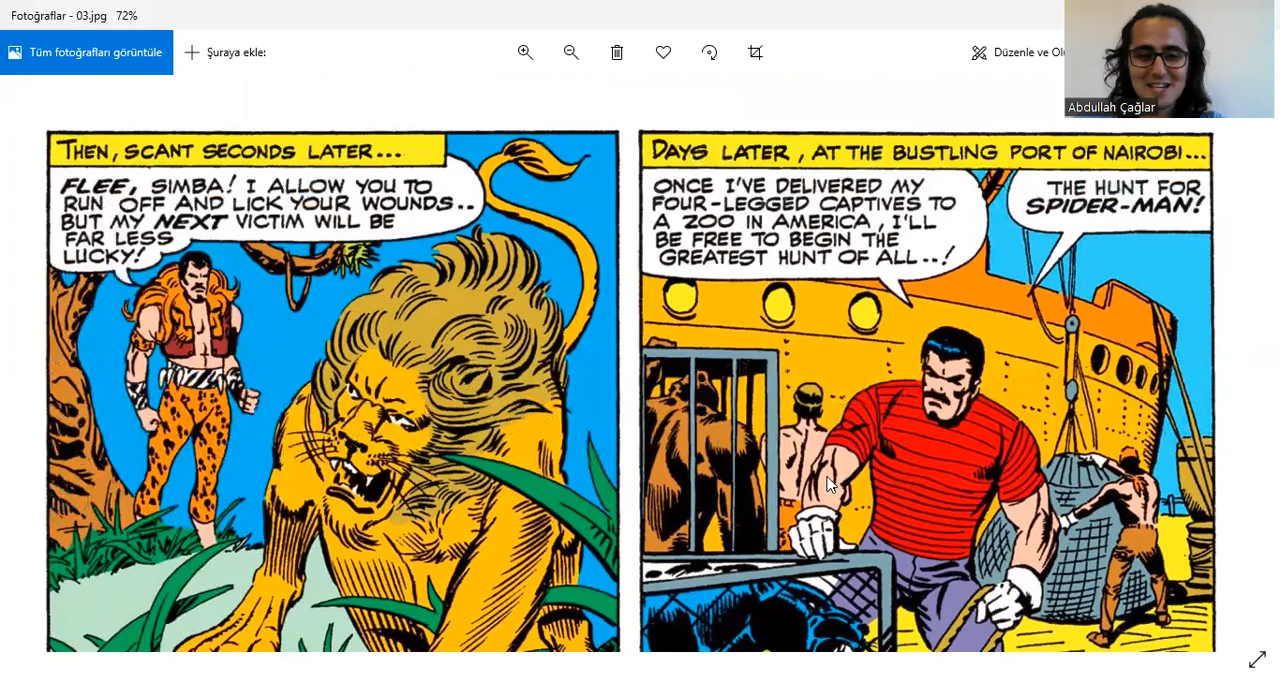 Fotoğraflar - 03.jpg 72%
Tüm fotoğrafları görüntüle
Şuraya ekle:
Düzenle ve
Abdullah Çağlar
THEN, SCANT SECONDS LATER...
FLEE, SIMBA! I ALLOW YOU TO
RUN OFF AND LICK YOUR WOUNDS..
BUT MY NEXT VICTIM WILL BE
FAR LESS
LUCKY!
DAYS LATER, AT THE BUSTLING PORT OF NAIROBI...
ONCE I'VE DELIVERED MY
FOUR-LEGGED CAPTIVES TO
A ZOO IN AMERICA, I'LL
BE FREE TO BEGIN THE
GREATEST HUNT OF ALL..!
THE HUNT FOR
SPIDER-MAN!